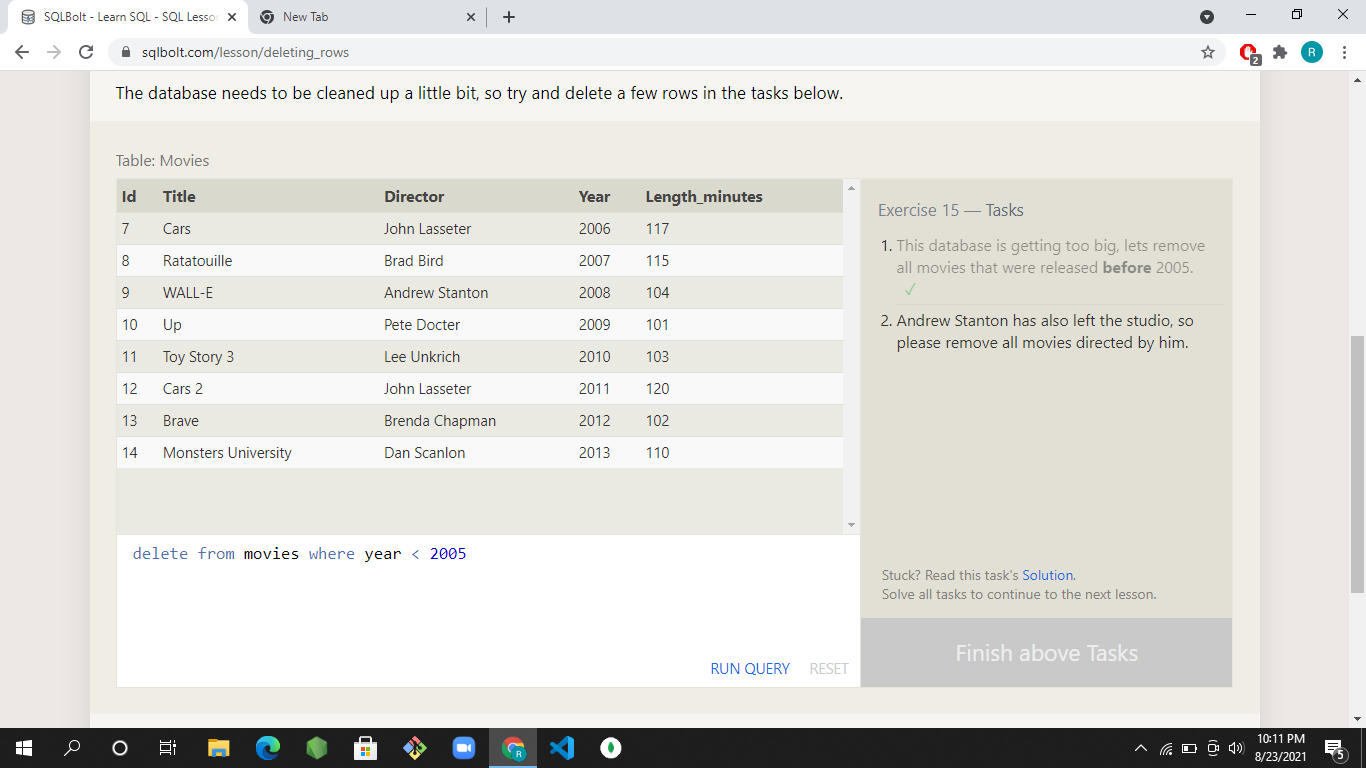 SQLBolt - Learn SQL - SQL Lesson
New Tab
sqlbolt.com/lesson/deleting_rows
2
R
The database needs to be cleaned up a little bit, so try and delete a few rows in the tasks below.
Table: Movies
Id Title Director Year Length_minutes
7 Cars John Lasseter 2006 117
8 Ratatouille Brad Bird 2007 115
9 WALL-E Andrew Stanton 2008 104
10 Up Pete Docter 2009 101
11 Toy Story 3 Lee Unkrich 2010 103
12 Cars 2 John Lasseter 2011 120
13 Brave Brenda Chapman 2012 102
14 Monsters University Dan Scanlon 2013 110
delete from movies where year < 2005
RUN QUERY RESET
Exercise 15 — Tasks
1. This database is getting too big, lets remove
all movies that were released before 2005.
✓
2. Andrew Stanton has also left the studio, so
please remove all movies directed by him.
Stuck? Read this task's Solution.
Solve all tasks to continue to the next lesson.
Finish above Tasks
R
10:11 PM
8/23/2021
5